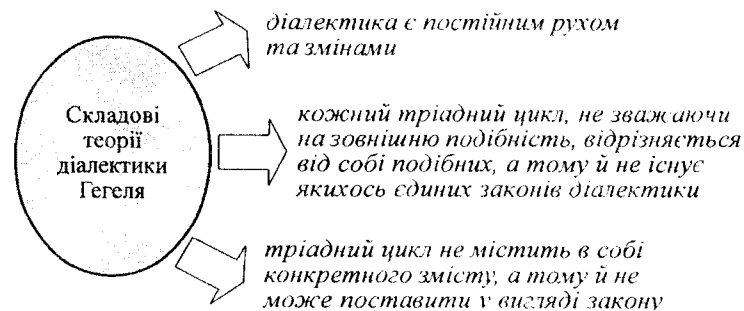 діалектика є постійним рухом
та змінами
Складові
теорії
діалектики
Гегеля
кожний тріадний цикл, не зважаючи
на зовнішню подібність, відрізняється
від собі подібних, а тому й не існує
якихось єдиних законів діалектики
тріадний цикл не містить в собі
конкретного змісту, а тому й не
може поставити у вигляді закону